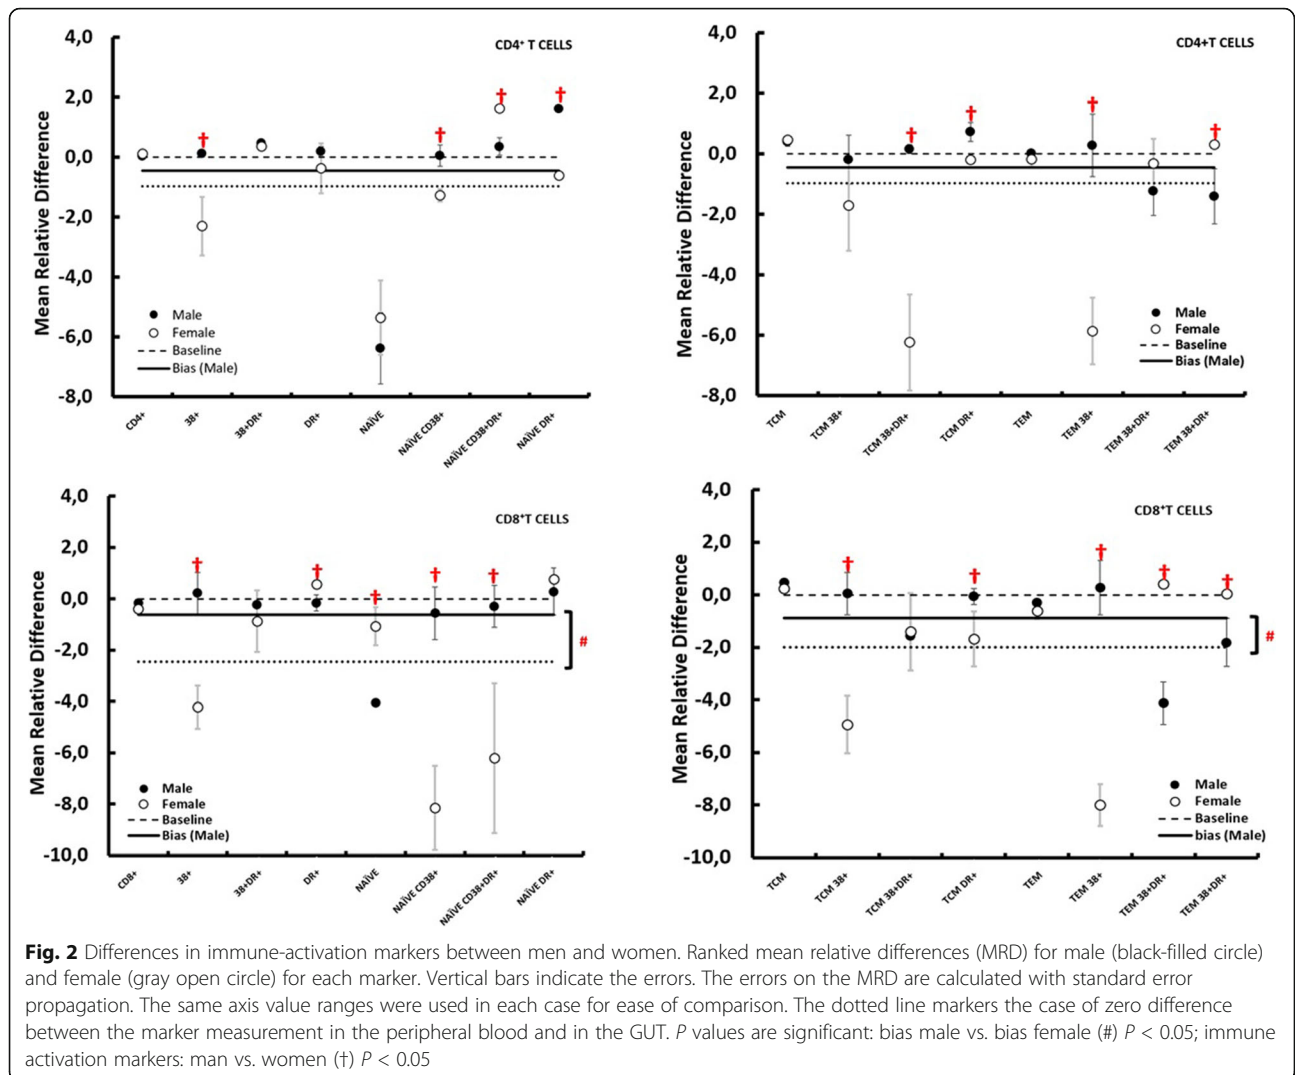 4,0
2,0
0,0
-2,0
-4,0
-6,0
-8,0
Mean Relative Difference
CD4⁺ T CELLS
†
†
†
†
Male
Female
Baseline
Bias (Male)
CD4+
38+
38+DR+
DR+
NAÏVE
NAÏVE CD38+
NAÏVE CD38+DR+
NAÏVE DR+
4,0
2,0
0,0
-2,0
-4,0
-6,0
-8,0
Mean Relative Difference
CD4+T CELLS
†
†
†
†
Male
Female
Baseline
Bias (Male)
TCM
TCM 38+
TCM 38+DR+
TCM DR+
TEM
TEM 38+
TEM 38+DR+
TEM 38+DR+
4,0
2,0
0,0
-2,0
-4,0
-6,0
-8,0
-10,0
Mean Relative Difference
CD8⁺T CELLS
†
†
†
†
†
#
Male
Female
Baseline
Bias (Male)
CD8+
38+
38+DR+
DR+
NAÏVE
NAÏVE CD38+
NAÏVE CD38+DR+
NAÏVE DR+
4,0
2,0
0,0
-2,0
-4,0
-6,0
-8,0
-10,0
Mean Relative Difference
CD8⁺T CELLS
†
†
†
†
†
#
Male
Female
Baseline
bias (Male)
TCM
TCM 38+
TCM 38+DR+
TCM DR+
TEM
TEM 38+
TEM 38+DR+
TEM 38+DR+
Fig. 2 Differences in immune-activation markers between men and women. Ranked mean relative differences (MRD) for male (black-filled circle)
and female (gray open circle) for each marker. Vertical bars indicate the errors. The errors on the MRD are calculated with standard error
propagation. The same axis value ranges were used in each case for ease of comparison. The dotted line markers the case of zero difference
between the marker measurement in the peripheral blood and in the GUT. P values are significant: bias male vs. bias female (#) P < 0.05; immune
activation markers: man vs. women (†) P < 0.05